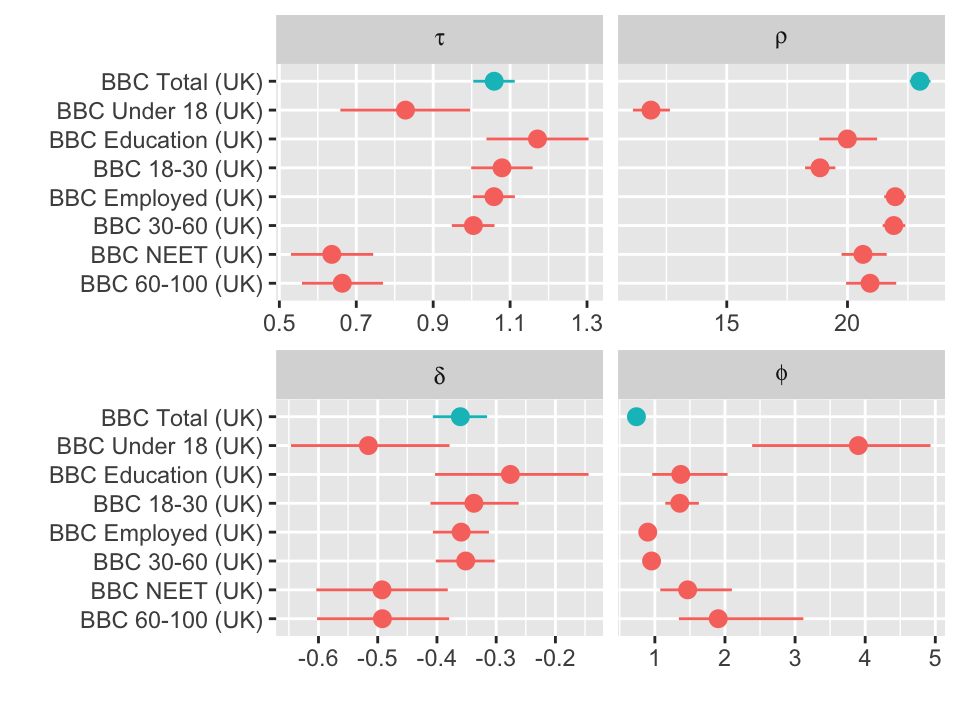 τ
ρ
BBC Total (UK)
BBC Under 18 (UK)
BBC Education (UK)
BBC 18-30 (UK)
BBC Employed (UK)
BBC 30-60 (UK)
BBC NEET (UK)
BBC 60-100 (UK)
0.5 0.7 0.9 1.1 1.3
15 20
δ
ϕ
BBC Total (UK)
BBC Under 18 (UK)
BBC Education (UK)
BBC 18-30 (UK)
BBC Employed (UK)
BBC 30-60 (UK)
BBC NEET (UK)
BBC 60-100 (UK)
-0.6 -0.5 -0.4 -0.3 -0.2
1 2 3 4 5